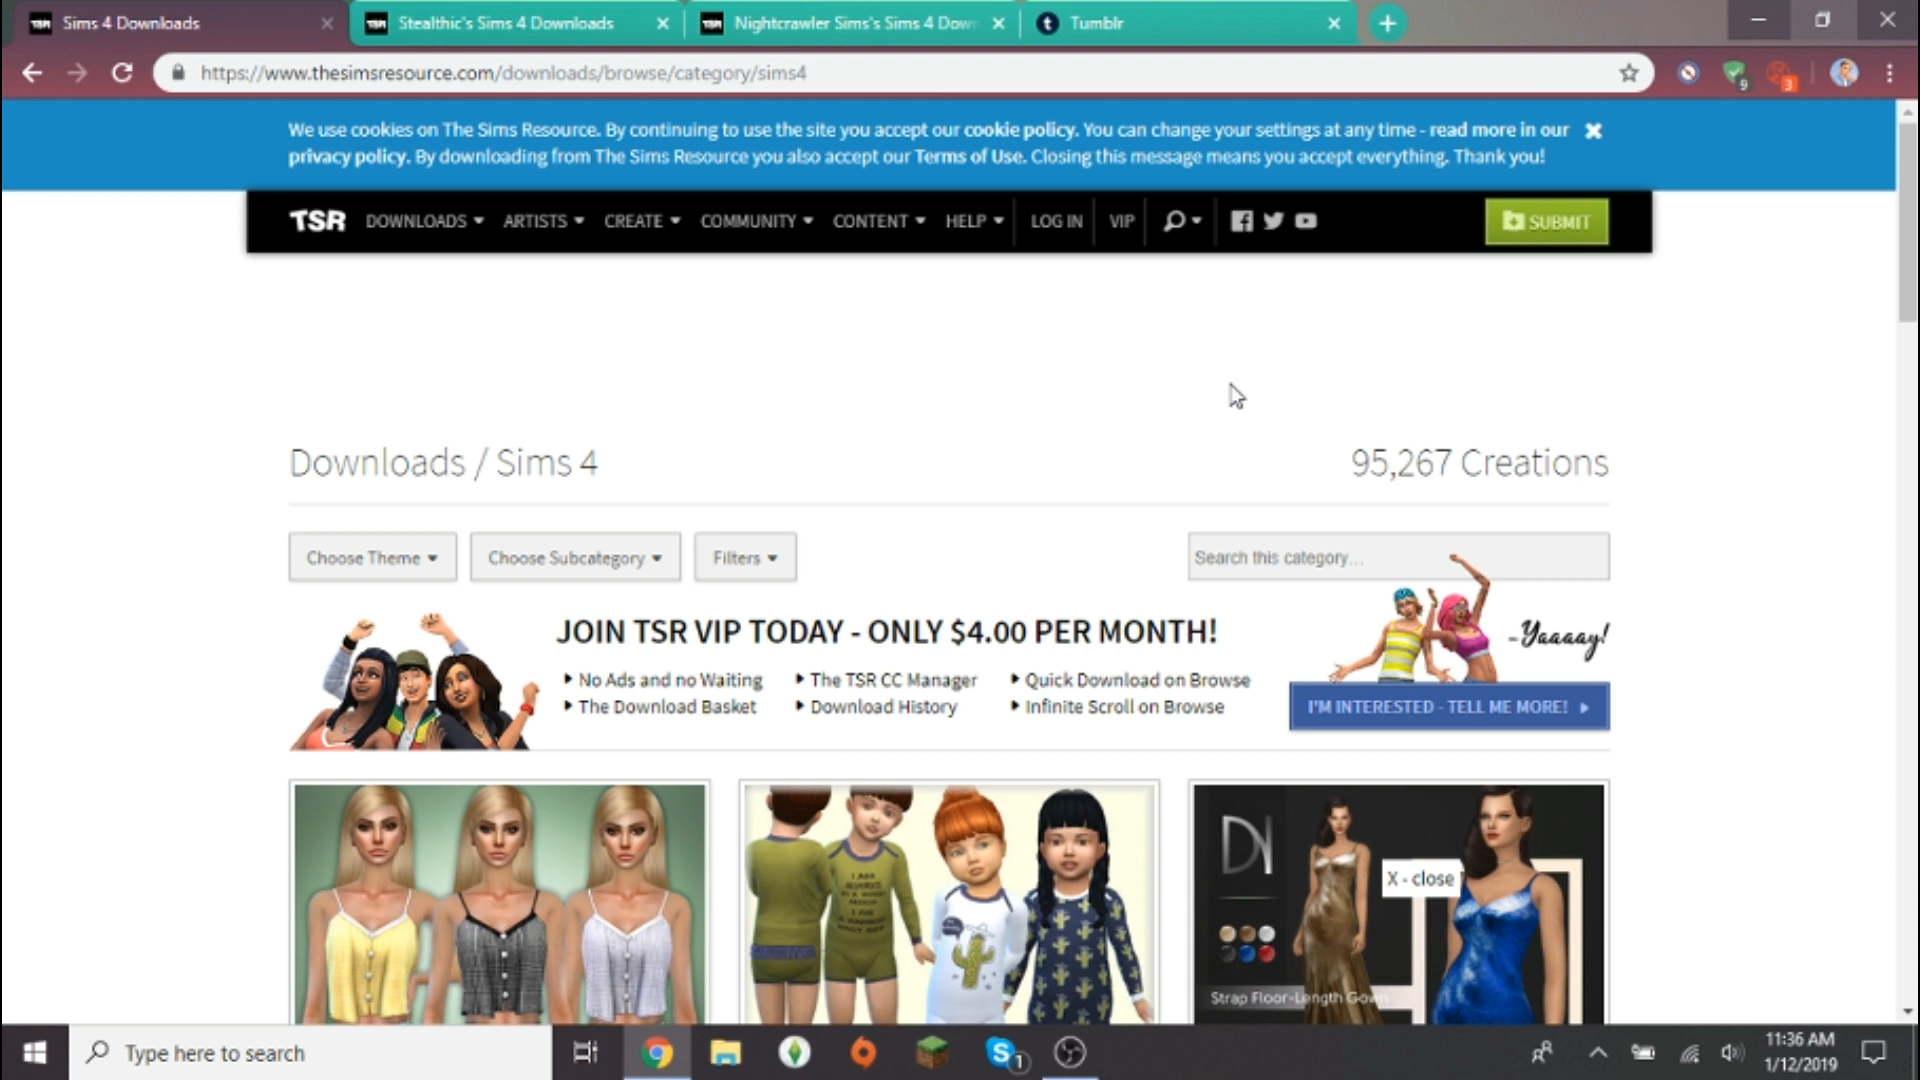 Sims 4 Downloads
Stealthic's Sims 4 Downloads
Nightcrawler Sims's Sims 4 Down
Tumblr
https://www.thesimsresource.com/downloads/browse/category/sims4
9
3
We use cookies on The Sims Resource. By continuing to use the site you accept our cookie policy. You can change your settings at any time - read more in our
privacy policy. By downloading from The Sims Resource you also accept our Terms of Use. Closing this message means you accept everything. Thank you!
TSR DOWNLOADS ARTISTS CREATE COMMUNITY CONTENT HELP LOG IN VIP SUBMIT
Downloads / Sims 4
95,267 Creations
Choose Theme Choose Subcategory Filters Search this category...
JOIN TSR VIP TODAY - ONLY $4.00 PER MONTH!
-Yaaaay!
No Ads and no Waiting The TSR CC Manager Quick Download on Browse
The Download Basket Download History Infinite Scroll on Browse
I'M INTERESTED - TELL ME MORE!
DN
X - close
Strap Floor-Length Gown
Type here to search
1
11:36 AM
1/12/2019